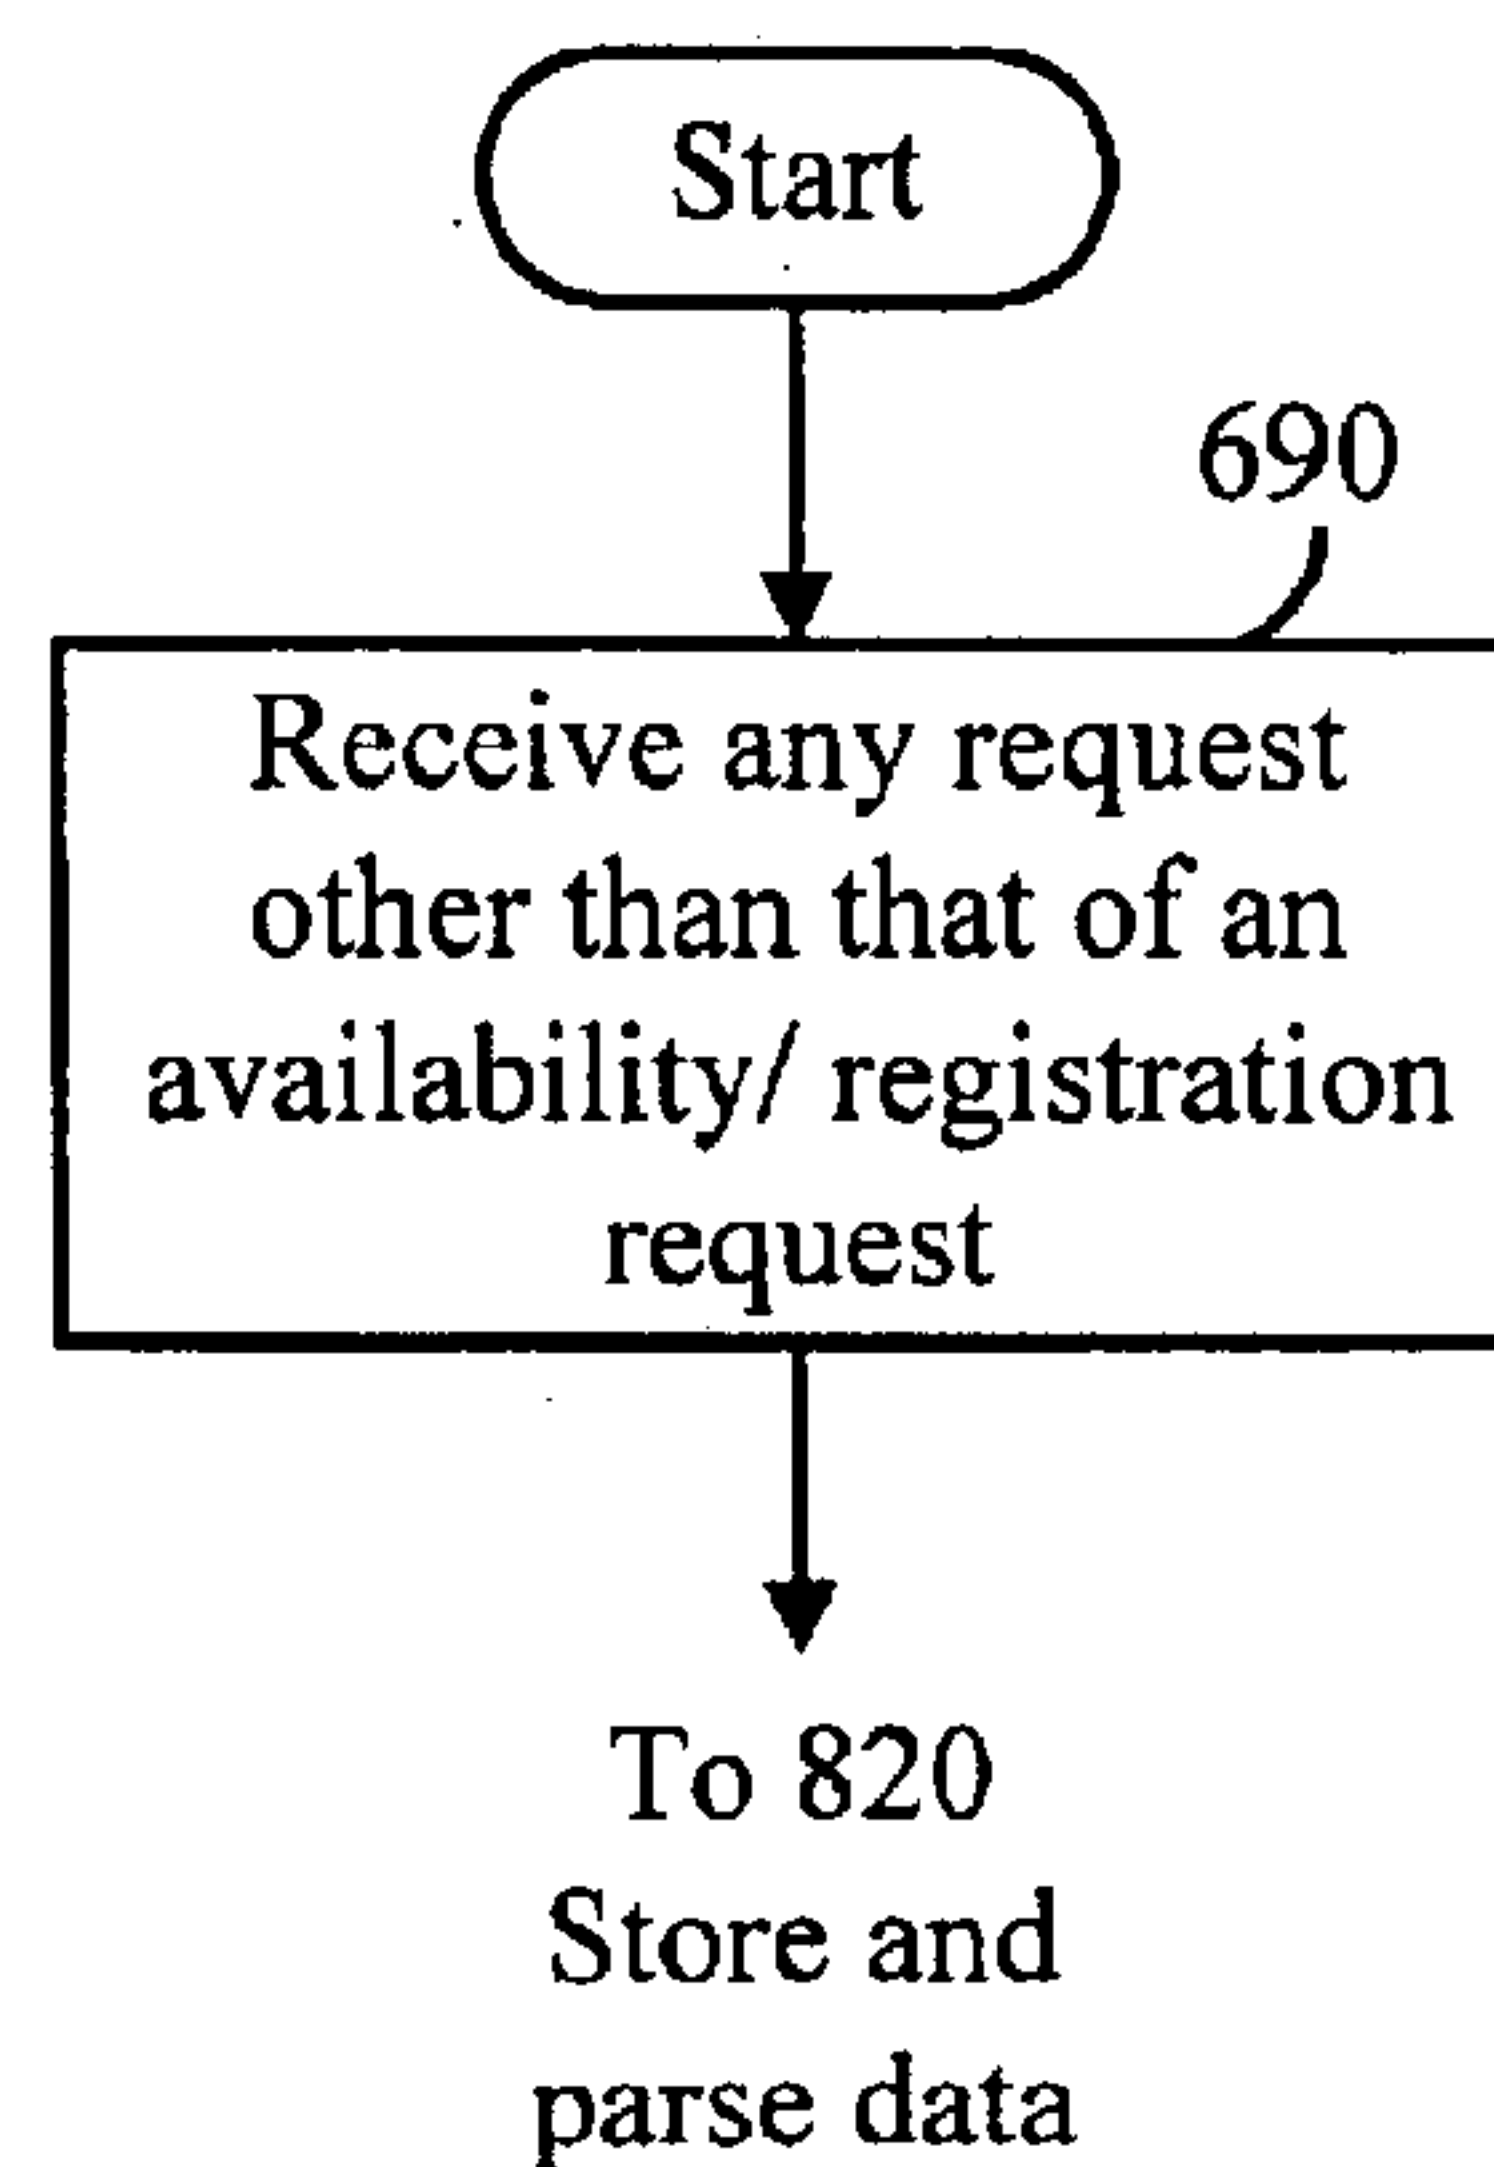 Start
690
Receive any request
other than that of an
availability/ registration
request
To 820
Store and
parse data